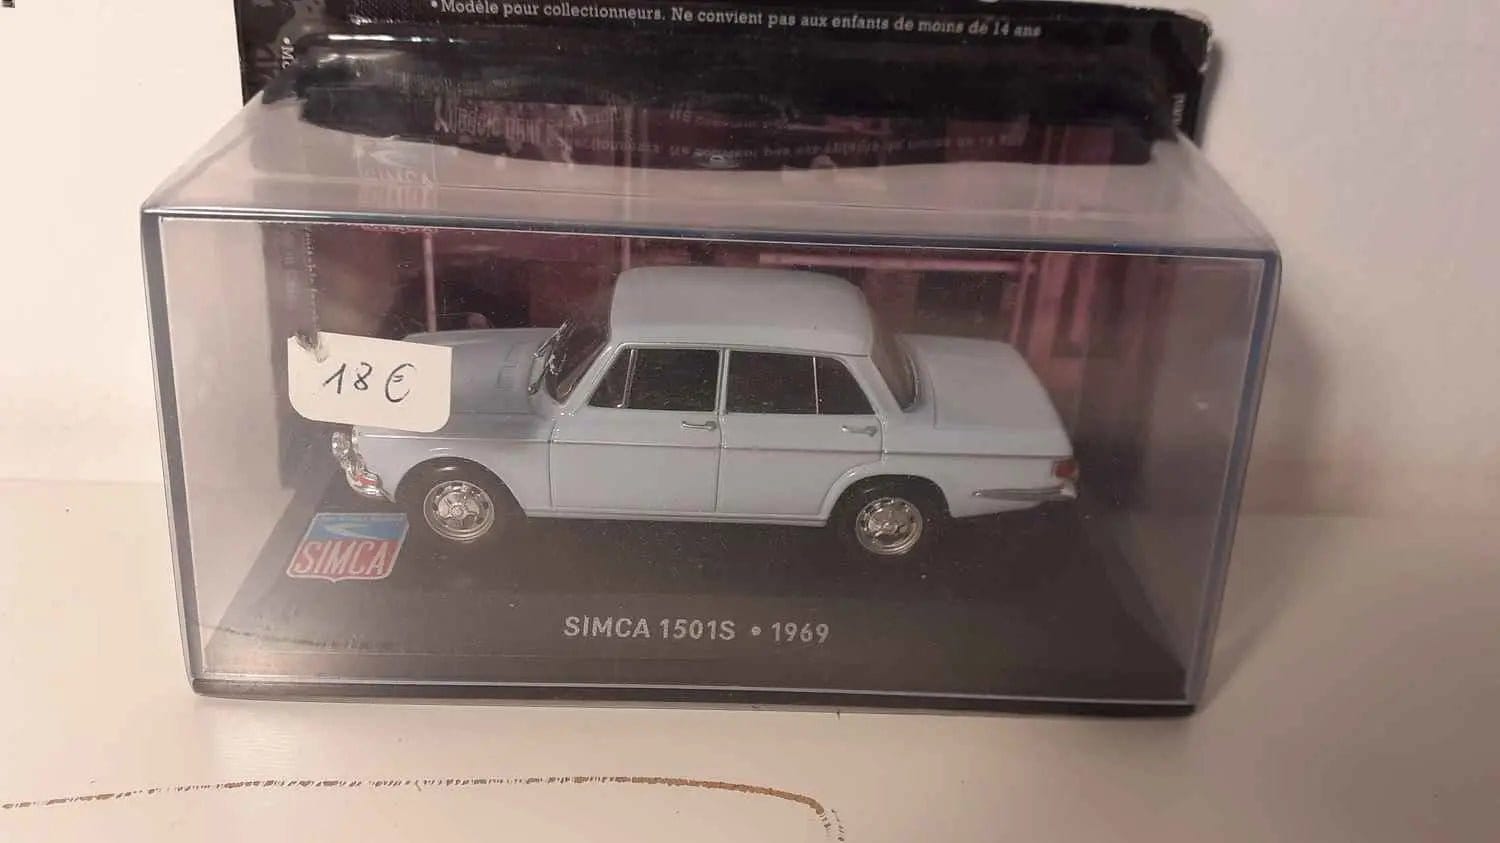 • Modèle pour collectionneurs. Ne convient pas aux enfants de moins de 14 ans
18 €
SIMCA
SIMCA 1501S • 1969